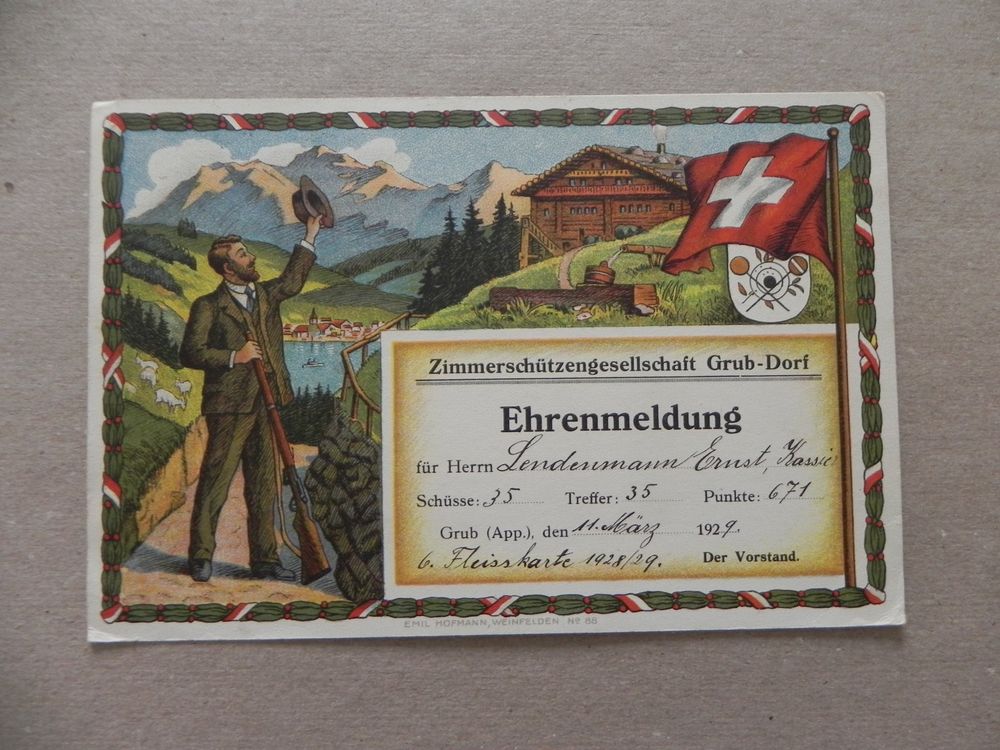 Zimmerschützengesellschaft Grub-Dorf
Ehrenmeldung
für Herrn Lendenmann Ernst, Kassier
Schüsse: 35 Treffer: 35 Punkte: 671
Grub (App.), den 11. März 1929.
6. Fleisskarte 1928/29. Der Vorstand.
EMIL HOFMANN, WEINFELDEN No 88